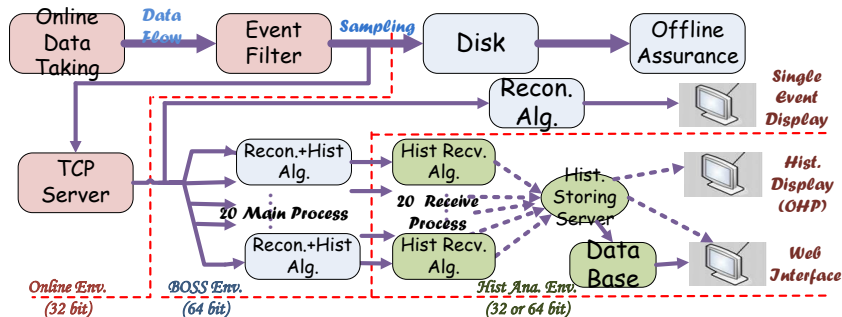 Online
Data
Taking
Data
Flow
Event
Filter
Sampling
Disk
Offline
Assurance
TCP
Server
Recon.
Alg.
Single
Event
Display
Recon.+Hist
Alg.
Hist Recv.
Alg.
Hist.
Storing
Server
Hist.
Display
(OHP)
20 Main Process
20 Receive
Process
Recon.+Hist
Alg.
Hist Recv.
Alg.
Data
Base
Web
Interface
Online Env.
(32 bit)
BOSS Env.
(64 bit)
Hist Ana. Env.
(32 or 64 bit)